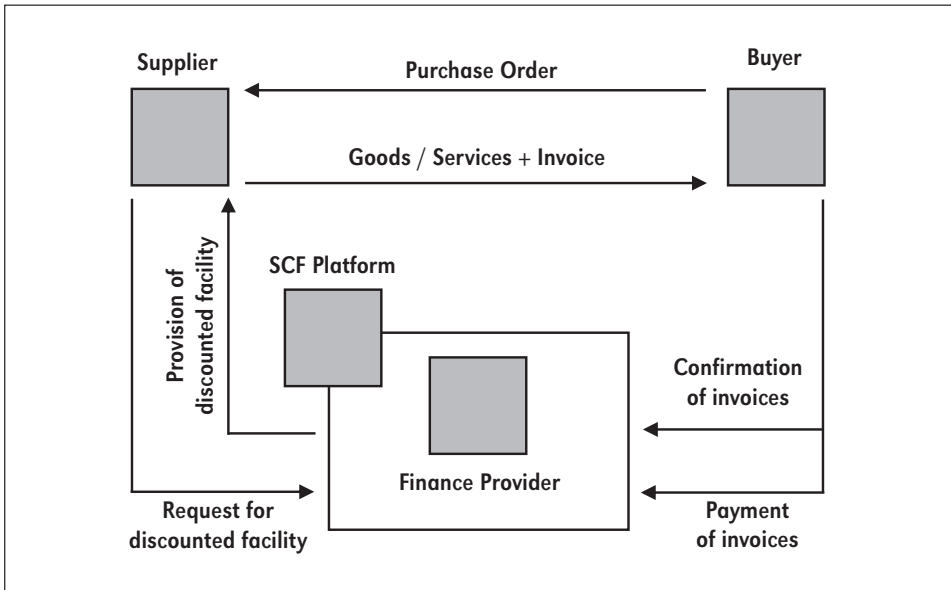 Supplier
Buyer
Purchase Order
Goods / Services + Invoice
Provision of
discounted facility
SCF Platform
Confirmation
of invoices
Finance Provider
Request for
discounted facility
Payment
of invoices